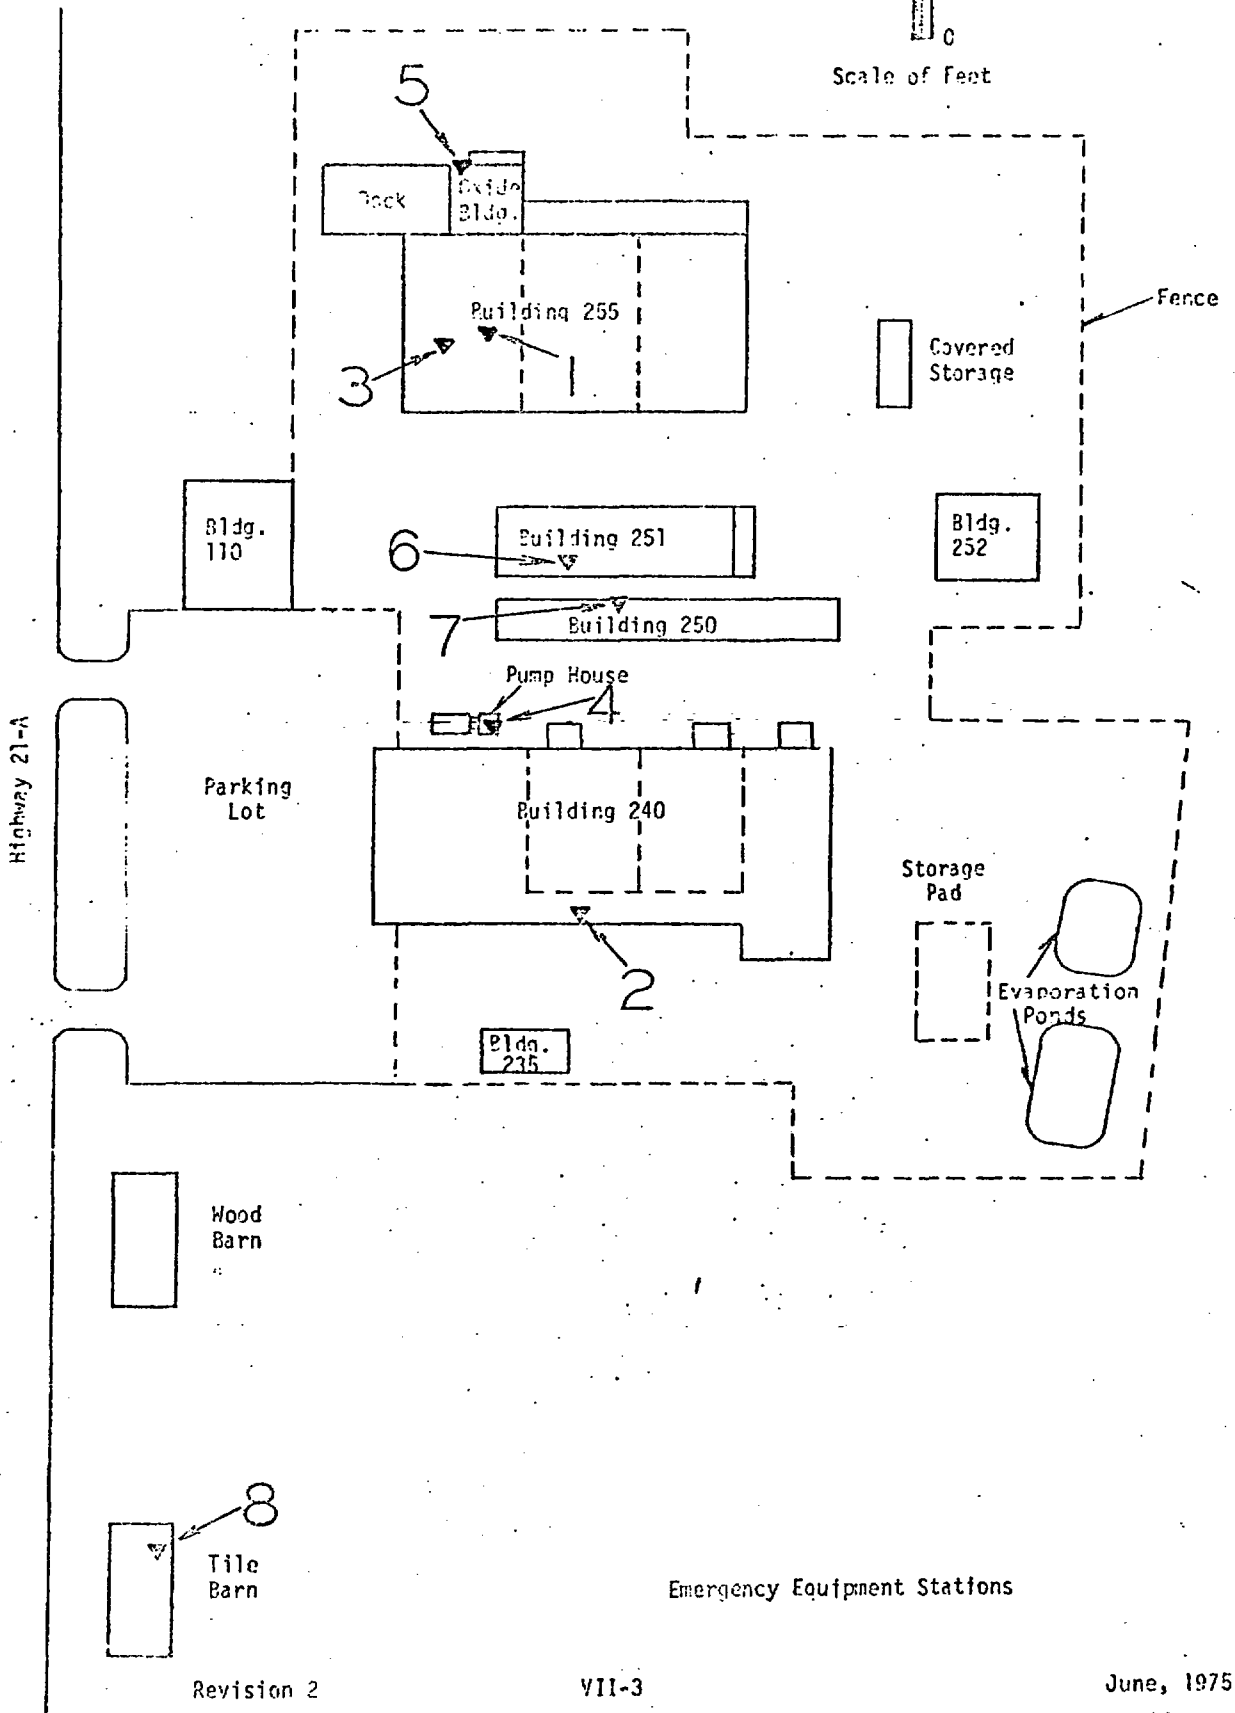 0
Scale of Feet
5
Dock
Oxide
Bldg.
Building 255
Fence
3
1
Covered
Storage
Bldg.
110
6
Building 251
Bldg.
252
7
Building 250
Pump House
4
Highway 21-A
Parking
Lot
Building 240
Storage
Pad
2
Evaporation
Ponds
Bldg.
235
Wood
Barn
8
Tile
Barn
Emergency Equipment Stations
Revision 2
VII-3
June, 1975